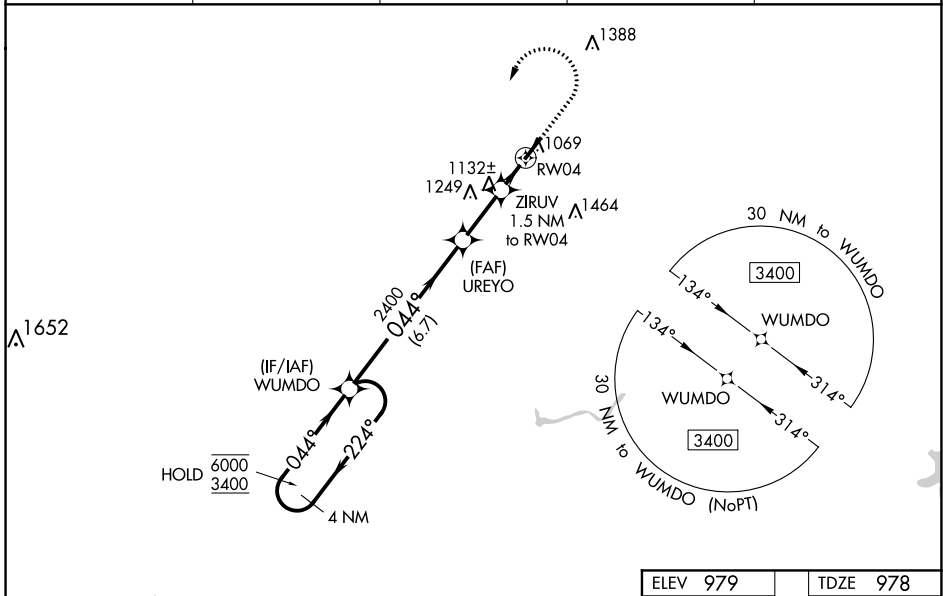 1388
1069
RW04
1132±
1249
ZIRUV
1.5 NM
to RW04
1464
(FAF)
UREYO
2400
044°
(6.7)
1652
(IF/IAF)
WUMDO
044°
224°
HOLD
6000
3400
4 NM
30 NM to WUMDO
3400
134°
WUMDO
314°
134°
WUMDO
314°
3400
30 NM to WUMDO (NoPT)
ELEV 979
TDZE 978